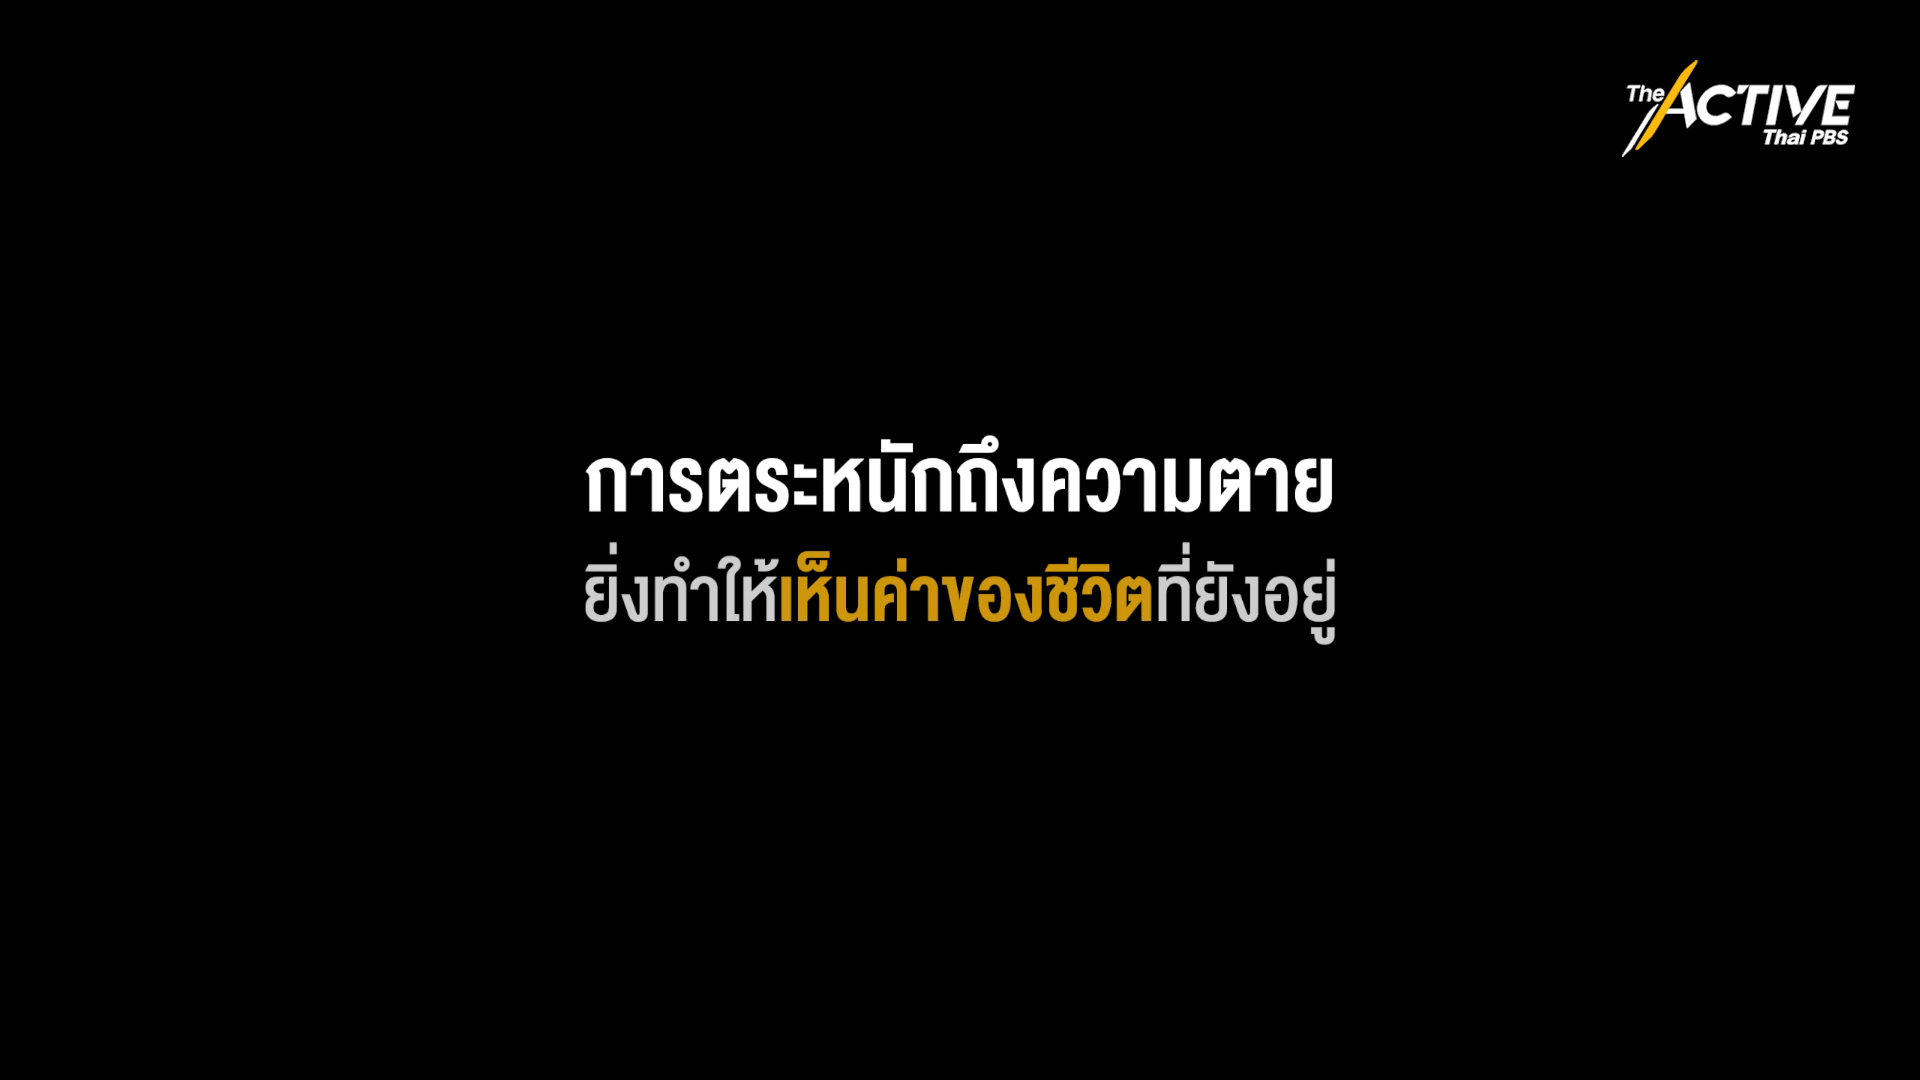 The ACTIVE
Thai PBS
การตระหนักถึงความตาย
ยิ่งทำให้เห็นค่าของชีวิตที่ยังอยู่